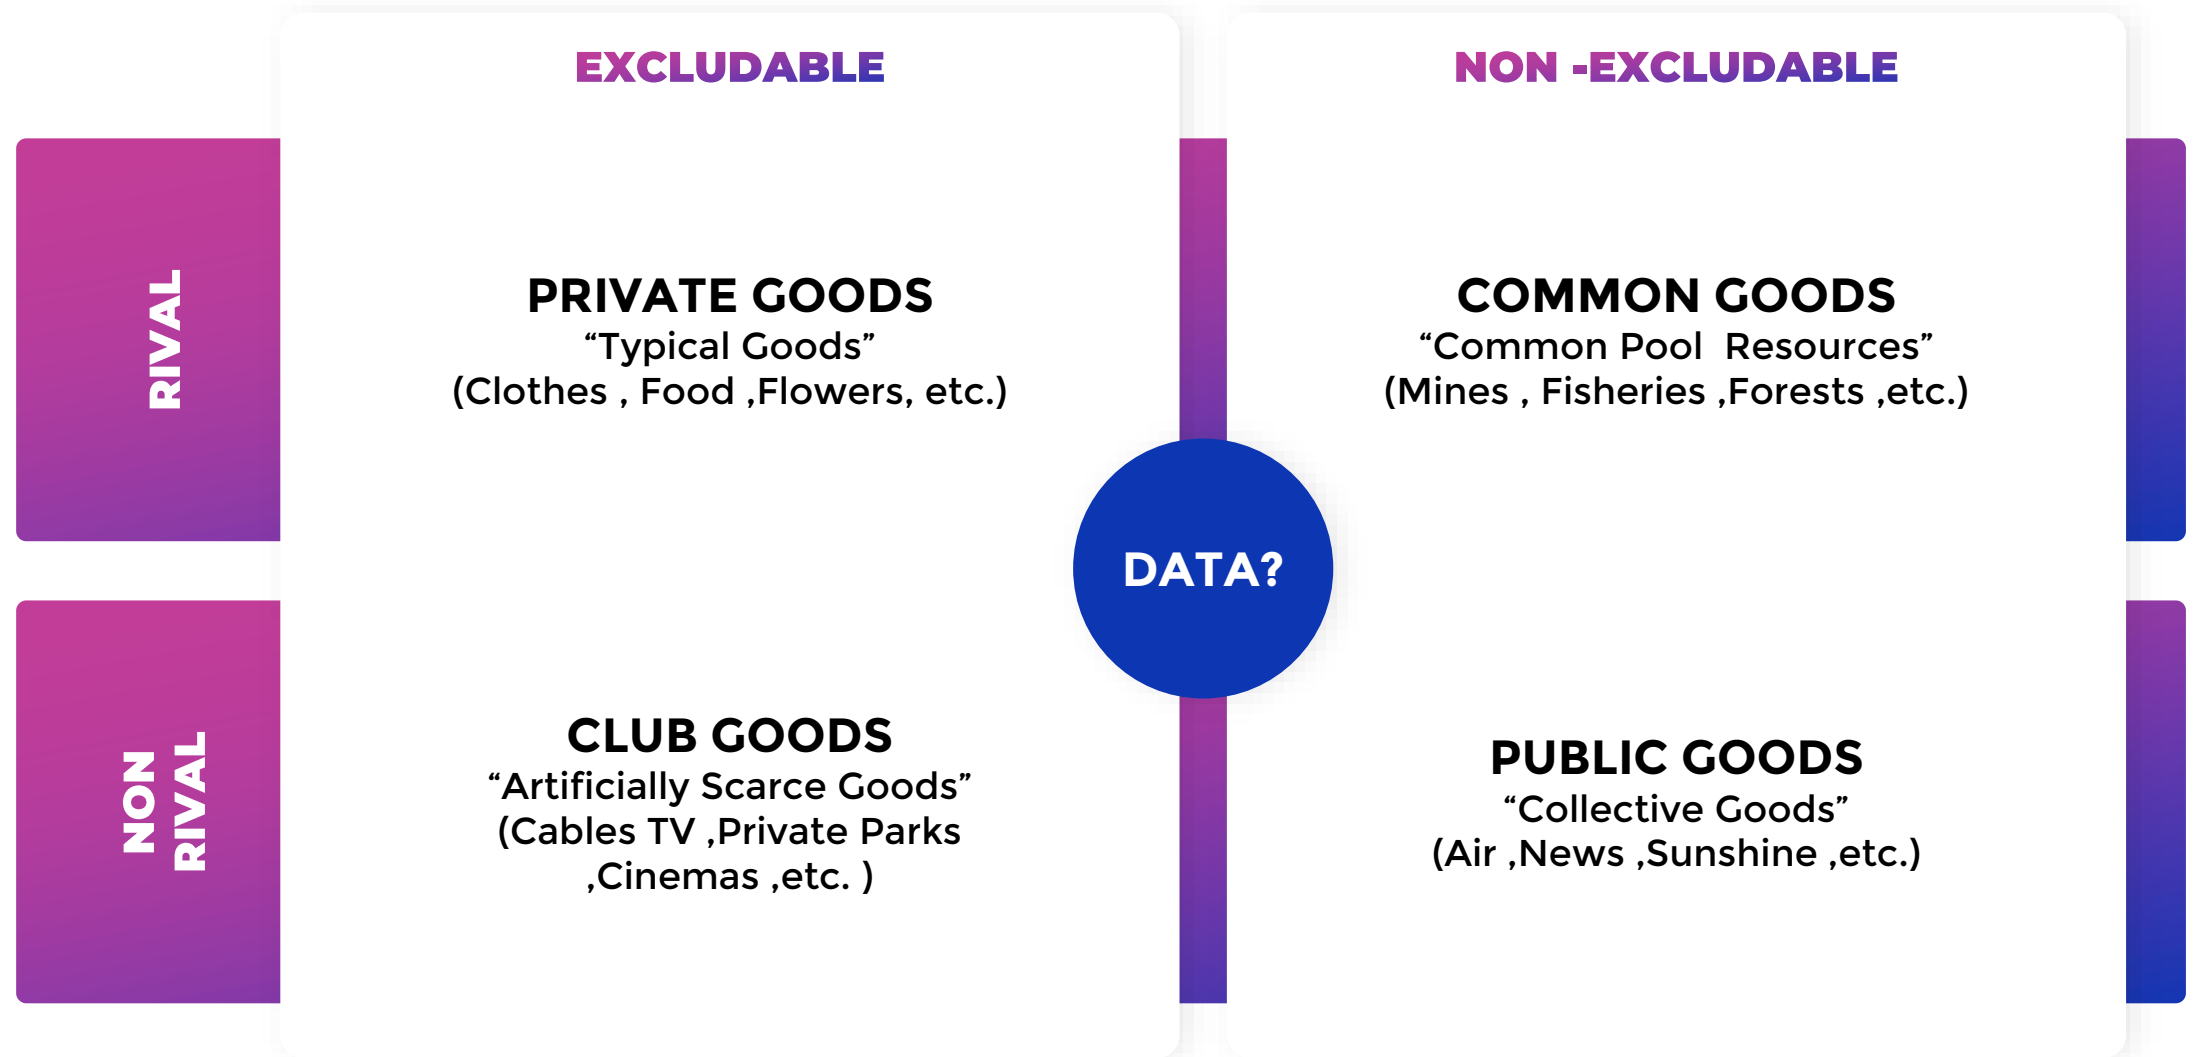 EXCLUDABLE
NON -EXCLUDABLE
RIVAL
PRIVATE GOODS
“Typical Goods”
(Clothes , Food ,Flowers, etc.)
COMMON GOODS
“Common Pool  Resources”
(Mines , Fisheries ,Forests ,etc.)
DATA?
NON
RIVAL
CLUB GOODS
“Artificially Scarce Goods”
(Cables TV ,Private Parks
,Cinemas ,etc. )
PUBLIC GOODS
“Collective Goods”
(Air ,News ,Sunshine ,etc.)